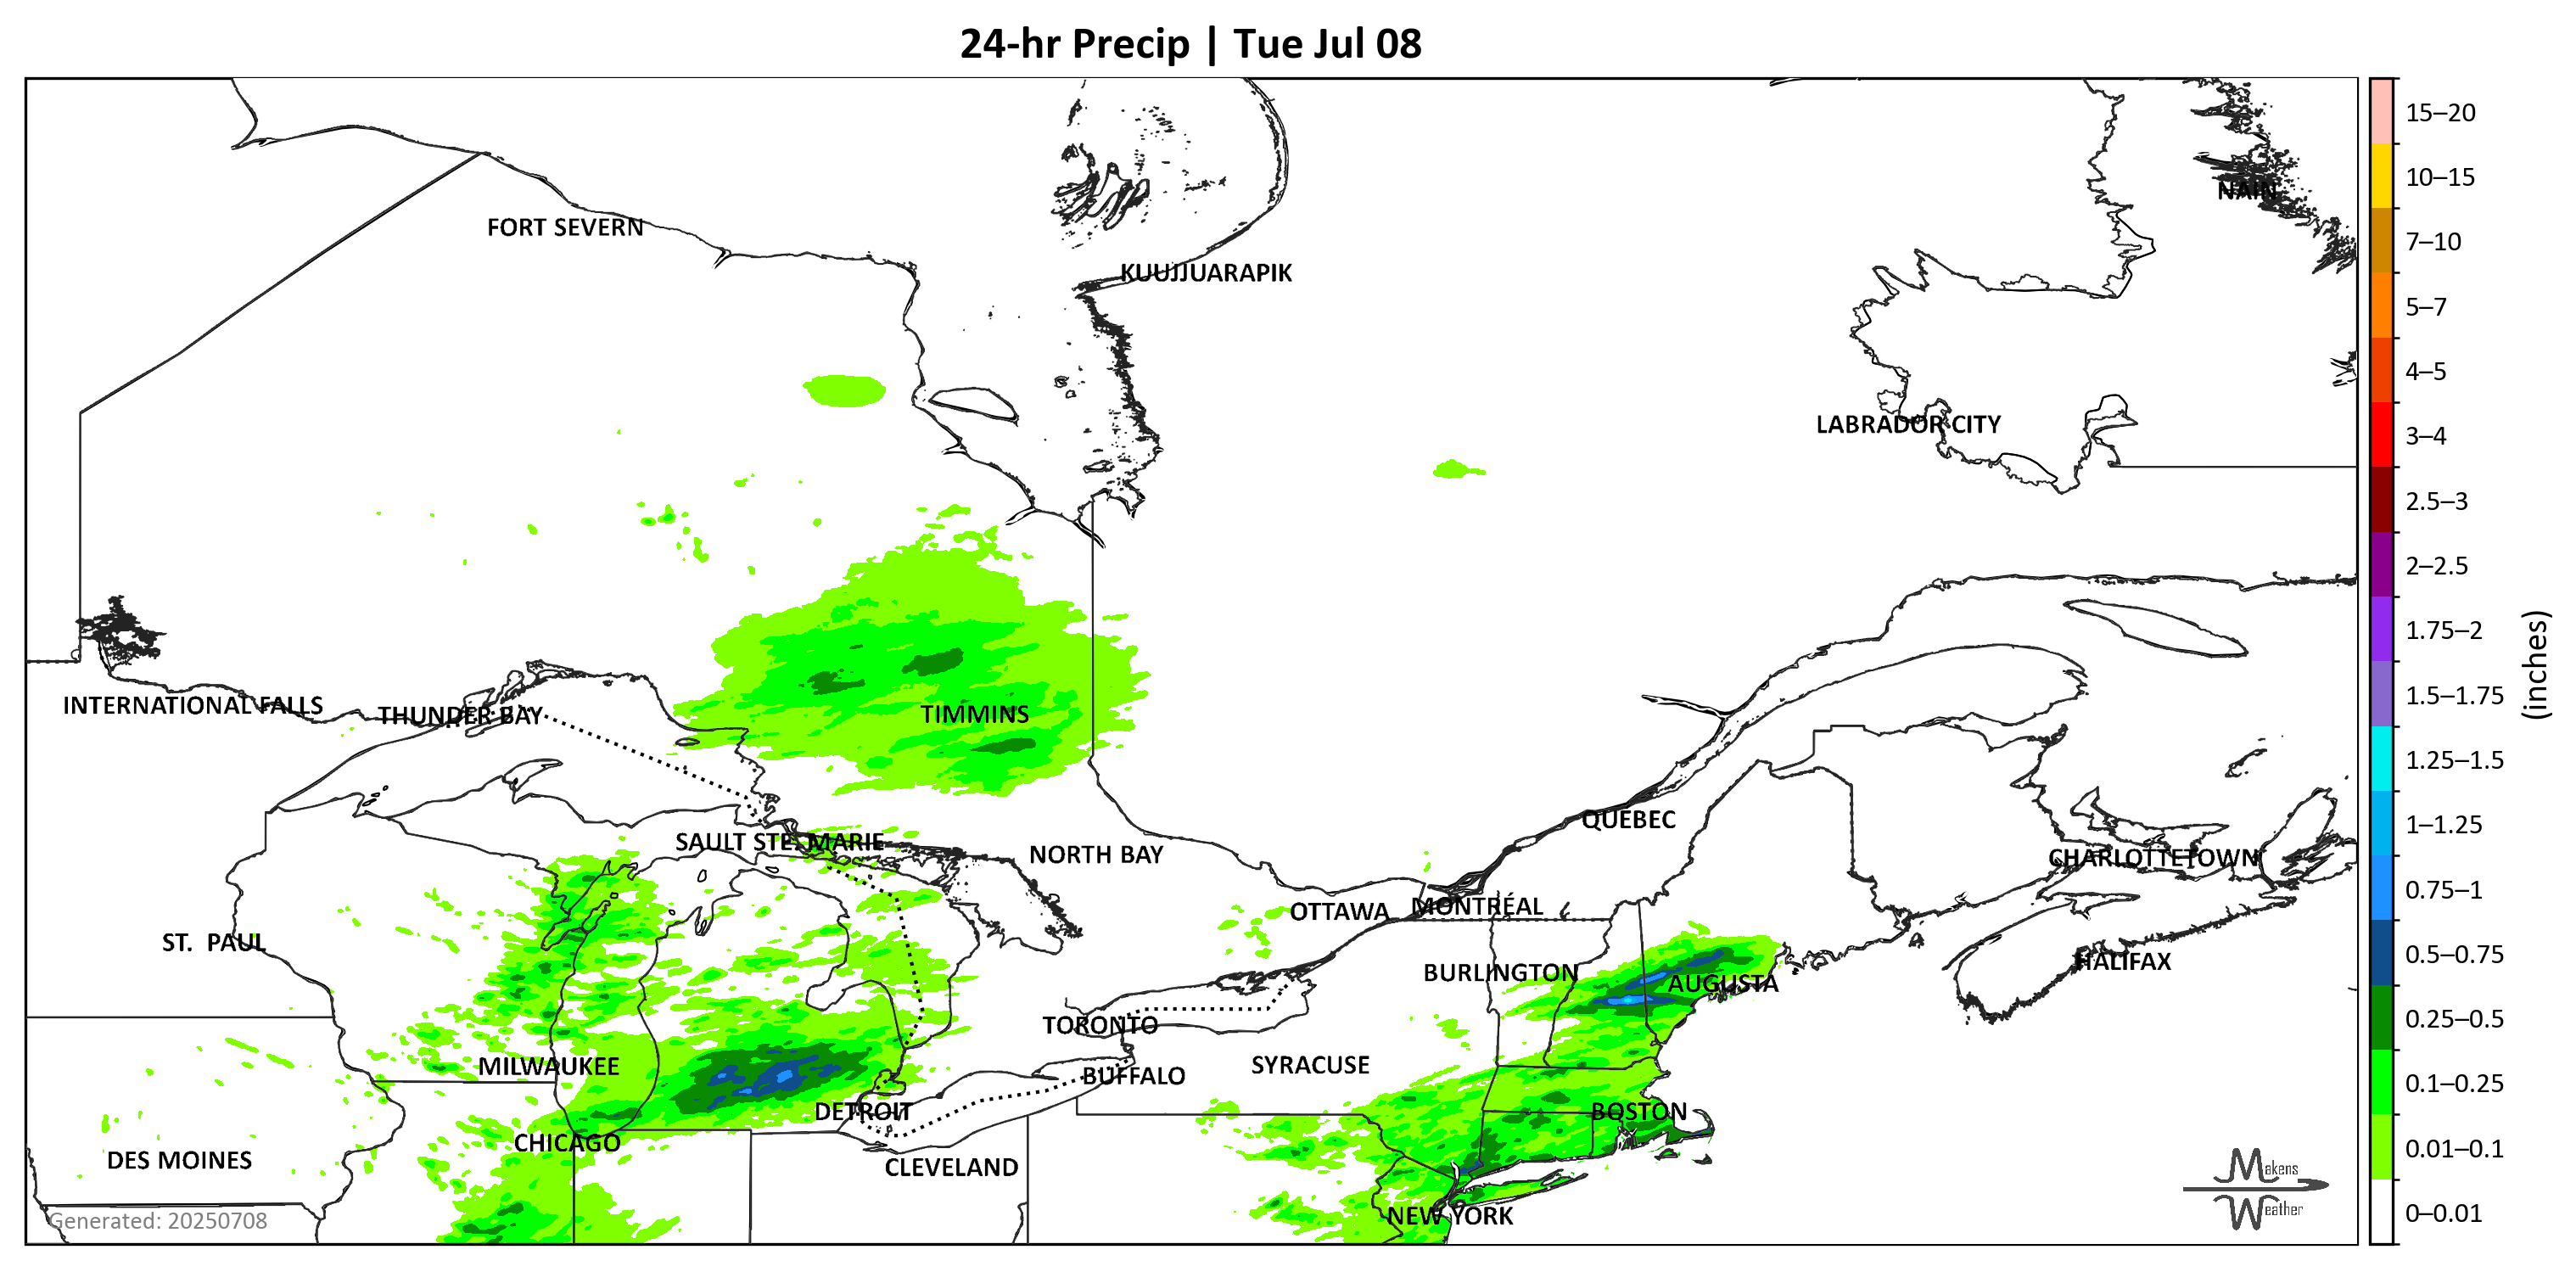 24-hr Precip | Tue Jul 08
15–20
10–15
NAIN
FORT SEVERN
7–10
KUUJJUARAPIK
5–7
4–5
LABRADOR CITY
3–4
2.5–3
2–2.5
1.75–2
(inches)
INTERNATIONAL FALLS
THUNDER BAY
TIMMINS
1.5–1.75
1.25–1.5
QUEBEC
1–1.25
SAULT STE. MARIE
NORTH BAY
CHARLOTTETOWN
0.75–1
OTTAWA
MONTRÉAL
ST. PAUL
0.5–0.75
HALIFAX
BURLINGTON
AUGUSTA
0.25–0.5
TORONTO
MILWAUKEE
SYRACUSE
BUFFALO
0.1–0.25
DETROIT
BOSTON
CHICAGO
0.01–0.1
DES MOINES
CLEVELAND
Makens
Weather
NEW YORK
0–0.01
Generated: 20250708